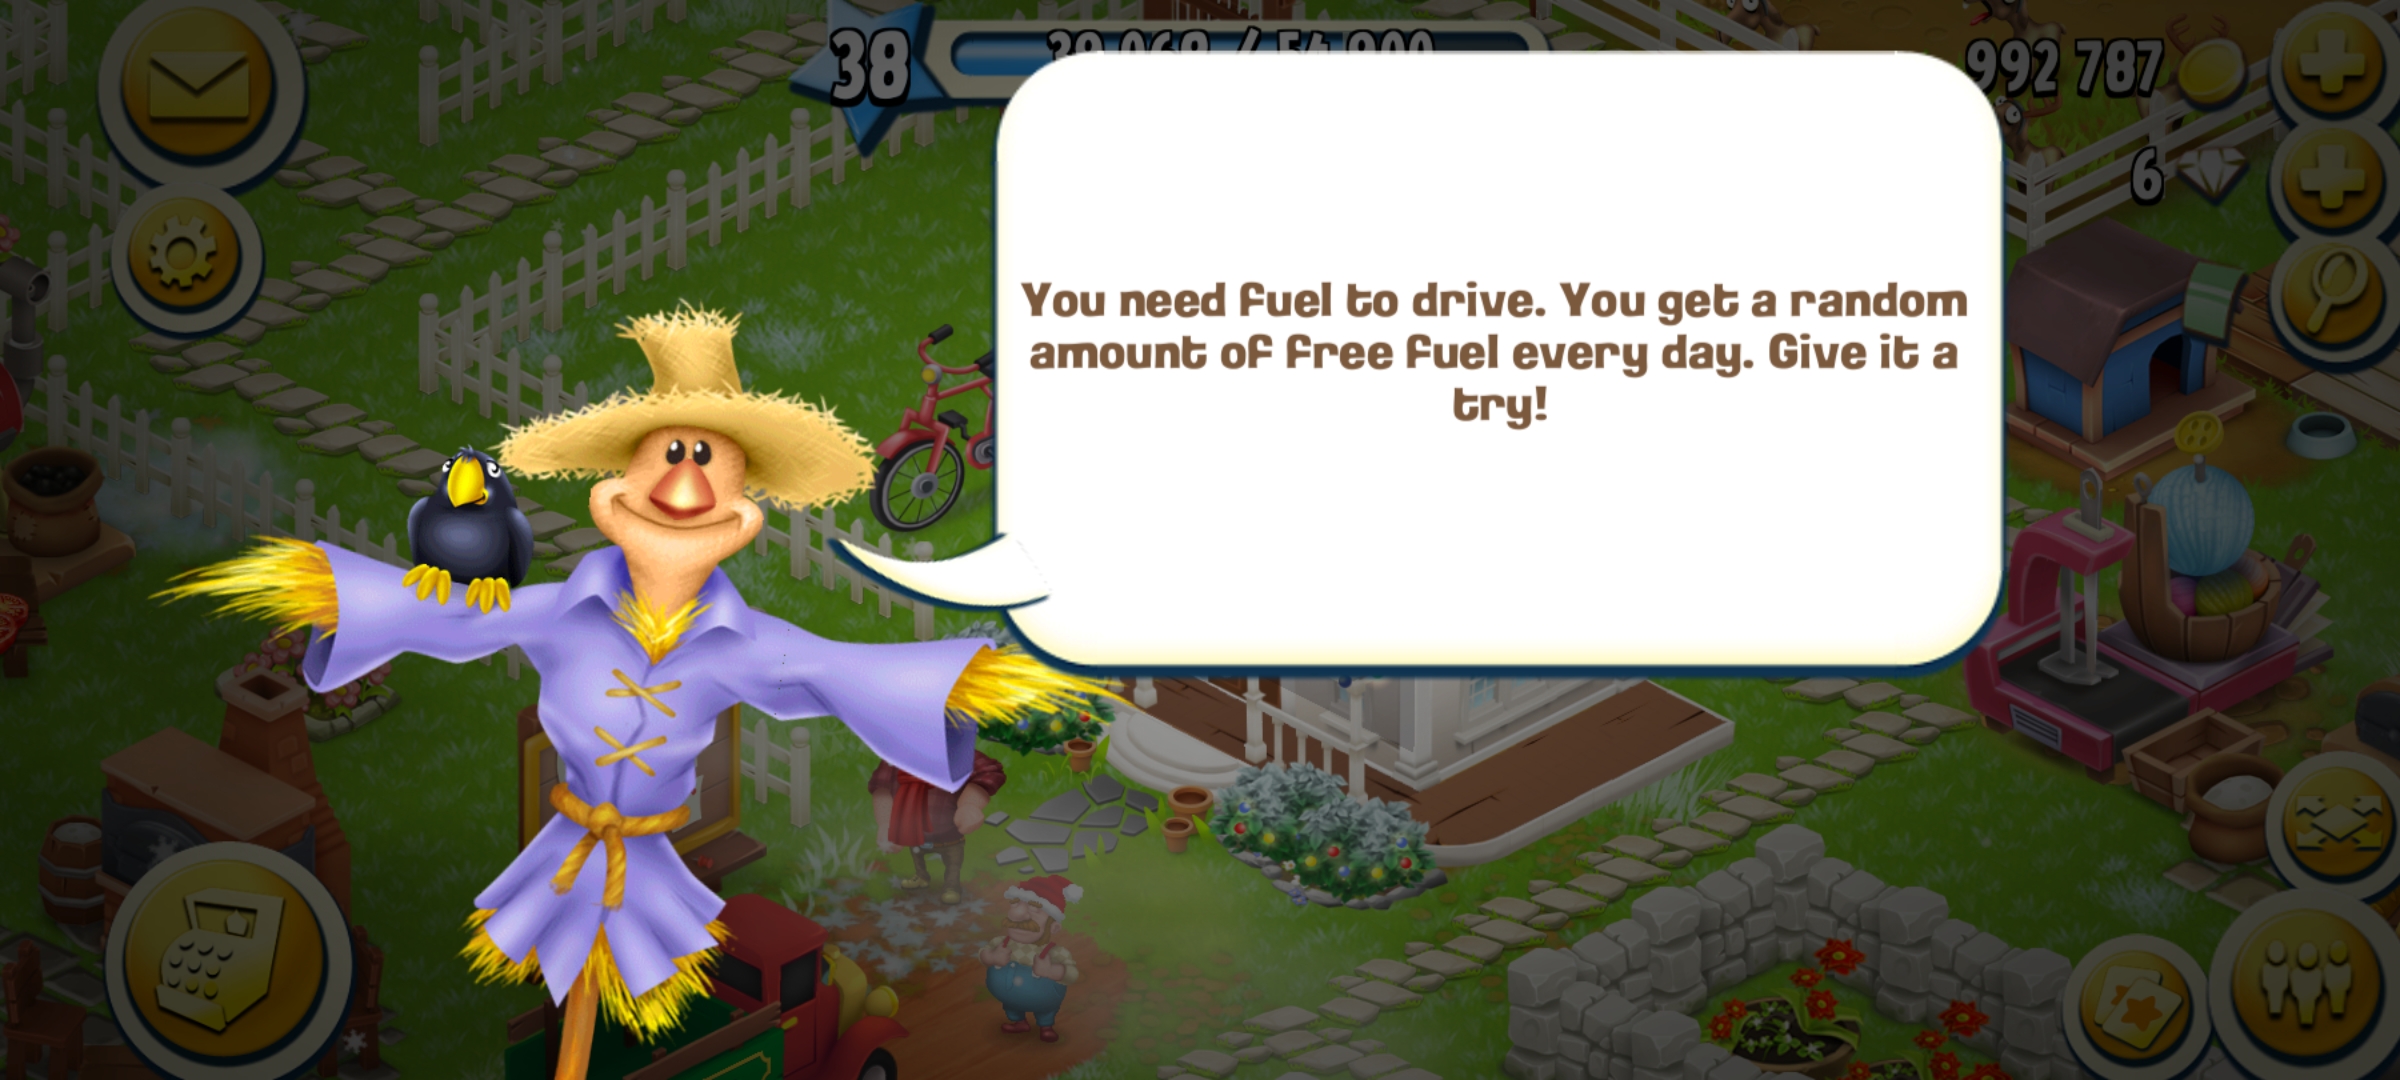 38
992 787
6
You need fuel to drive. You get a random
amount of free fuel every day. Give it a
try!